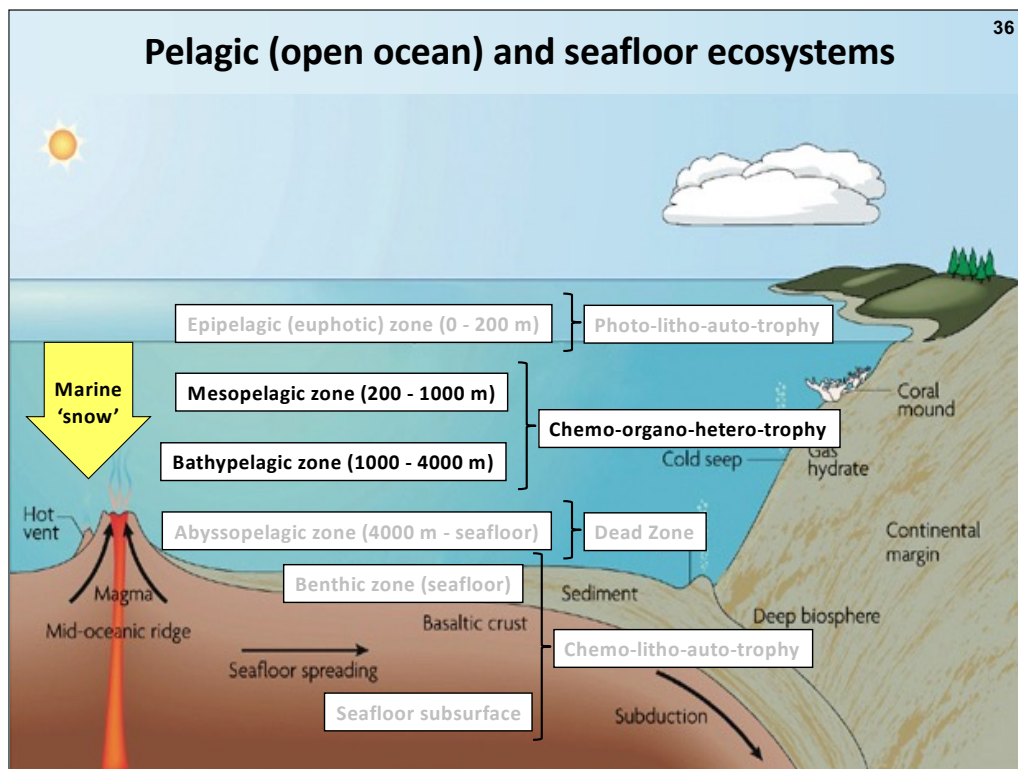 36
Pelagic (open ocean) and seafloor ecosystems
Epipelagic (euphotic) zone (0 - 200 m)
Photo-litho-auto-trophy
Marine
‘snow’
Mesopelagic zone (200 - 1000 m)
Coral
mound
Chemo-organo-hetero-trophy
Bathypelagic zone (1000 - 4000 m)
Cold seep
Gas
hydrate
Hot
vent
Abyssopelagic zone (4000 m - seafloor)
Dead Zone
Continental
margin
Benthic zone (seafloor)
Sediment
Magma
Deep biosphere
Mid-oceanic ridge
Basaltic crust
Chemo-litho-auto-trophy
Seafloor spreading
Seafloor subsurface
Subduction